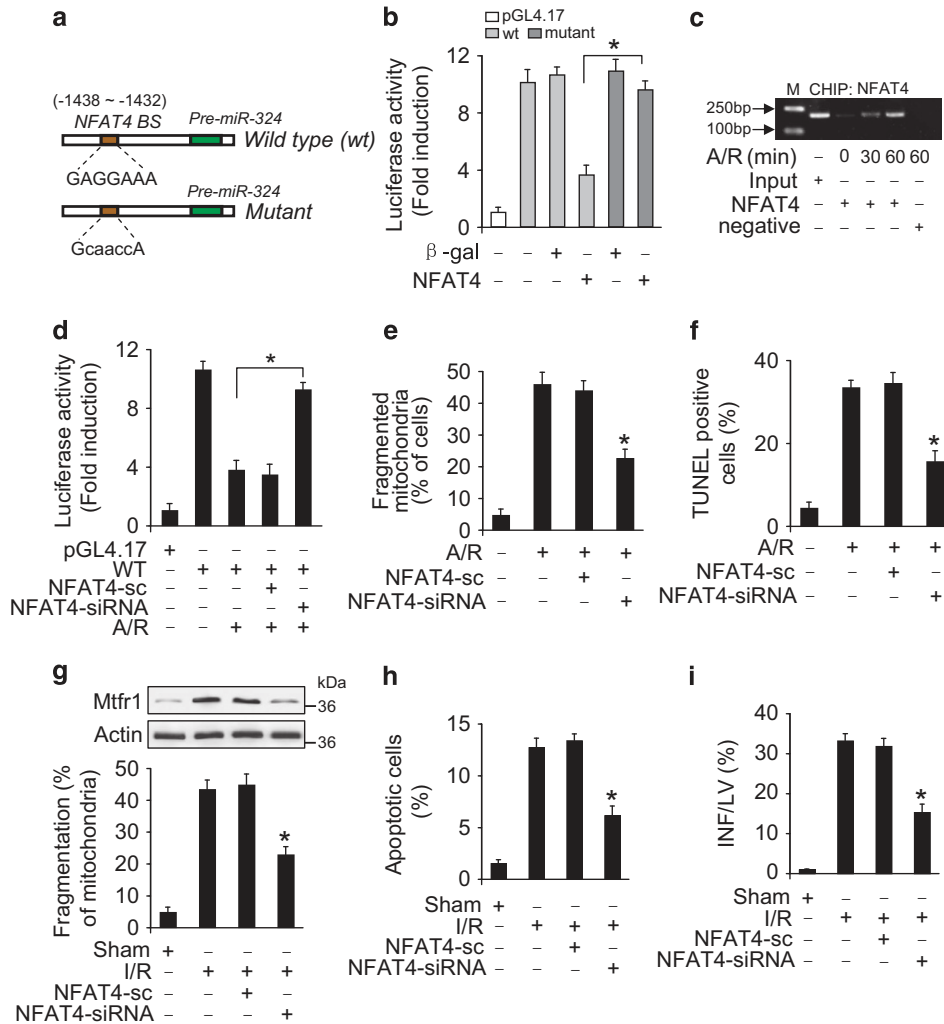 a
(-1438 ~ -1432)
NFAT4 BS
Pre-miR-324
Wild type (wt)
GAGGAAA
Pre-miR-324
Mutant
GcaaccA
b
pGL4.17
wt mutant
Luciferase activity
(Fold induction)
12
8
4
0
*
β-gal – – + – + –
NFAT4 – – – + – +
c
M CHIP: NFAT4
250bp
100bp
A/R (min) – 0 30 60 60
Input + – – – –
NFAT4 – + + + –
negative – – – – +
d
Luciferase activity
(Fold induction)
12
8
4
0
*
pGL4.17 + – – – –
WT – + + + +
NFAT4-sc – – – + –
NFAT4-siRNA – – – – +
A/R – – + + +
e
Fragmented
mitochondria
(% of cells)
50
40
30
20
10
0
*
A/R – + + +
NFAT4-sc – – + –
NFAT4-siRNA – – – +
f
TUNEL positive
cells (%)
40
20
0
*
A/R – + + +
NFAT4-sc – – + –
NFAT4-siRNA – – – +
g
kDa
Mtfr1
36
Actin
36
Fragmentation (%
of mitochondria)
50
40
30
20
10
0
*
Sham + – – –
I/R – + + +
NFAT4-sc – – + –
NFAT4-siRNA – – – +
h
Apoptotic cells
(%)
15
10
5
0
*
Sham + – – –
I/R – + + +
NFAT4-sc – – + –
NFAT4-siRNA – – – +
i
INF/LV (%)
40
30
20
10
0
*
Sham + – – –
I/R – + + +
NFAT4-sc – – + –
NFAT4-siRNA – – – +